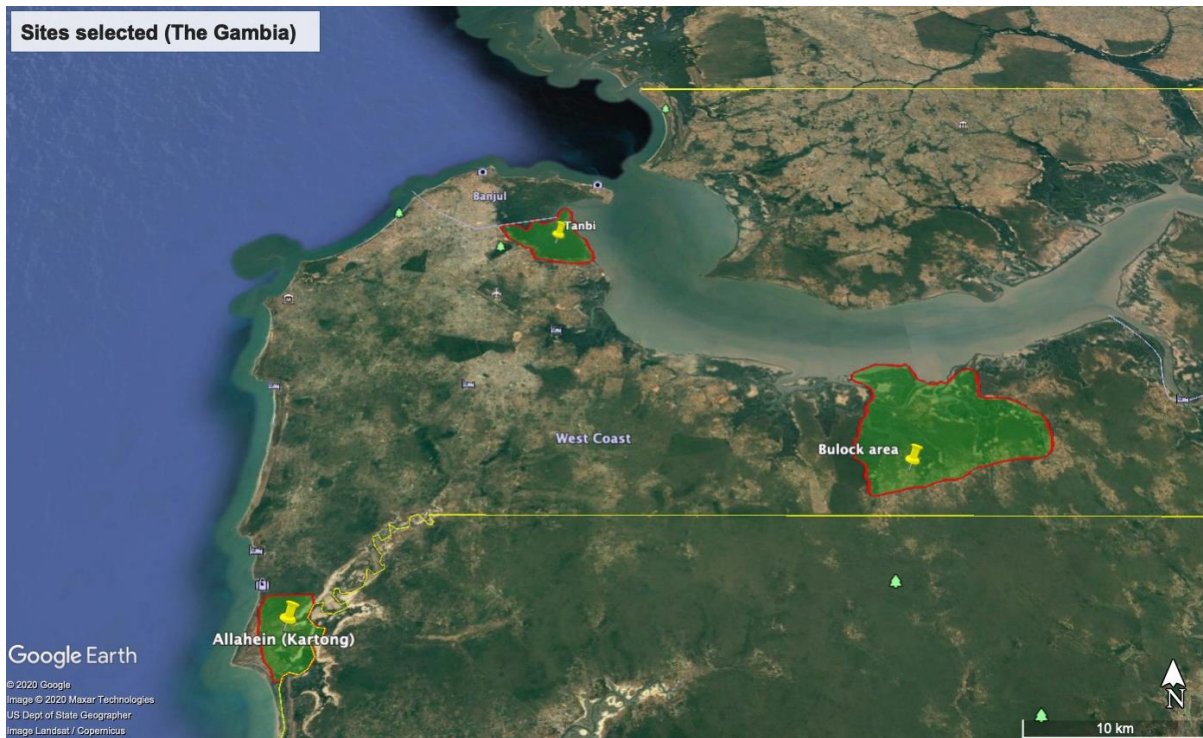 Sites selected (The Gambia)
Banjul
Tanbi
West Coast
Bulock area
Allahein (Kartong)
Google Earth
© 2020 Google
Image © 2020 Maxar Technologies
US Dept of State Geographer
Image Landsat / Copernicus
N
10 km